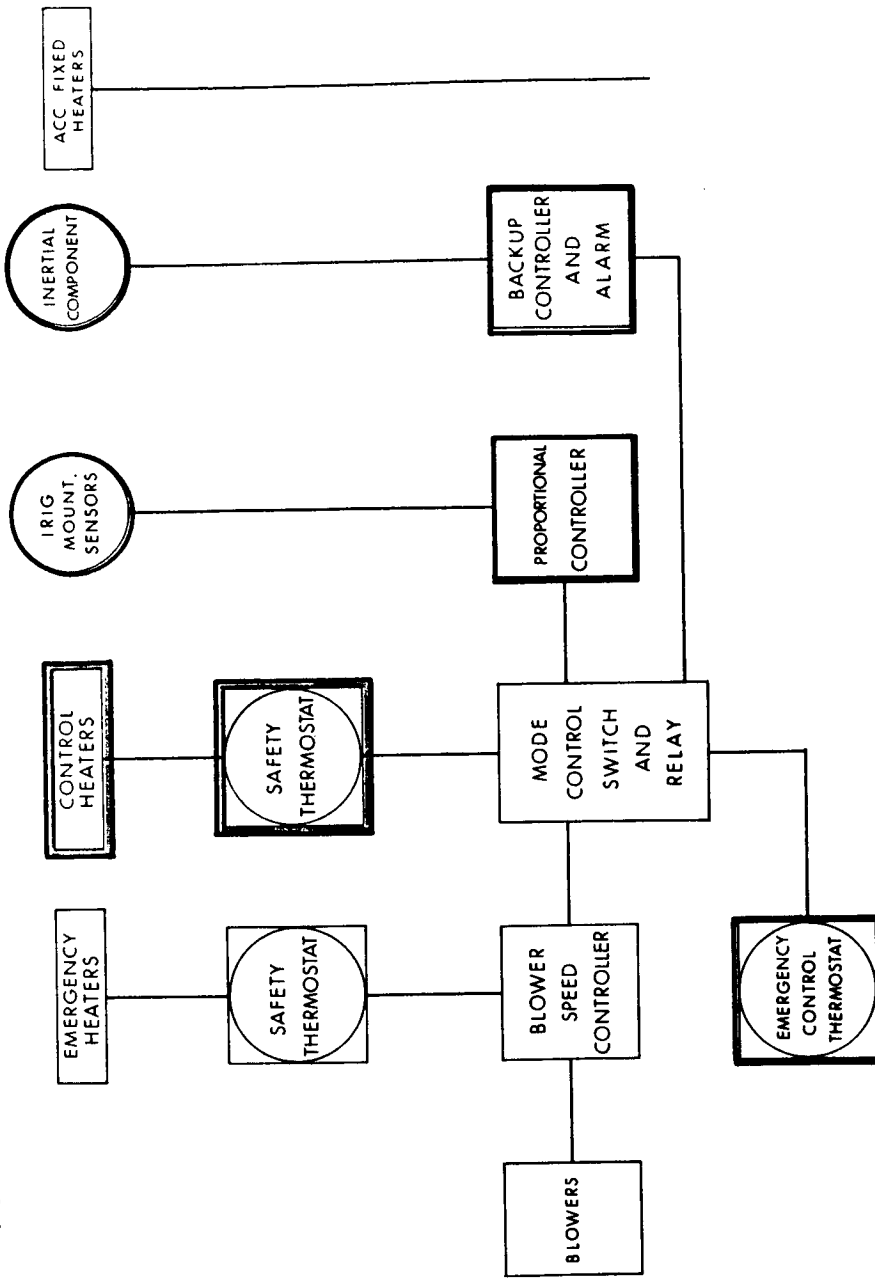 EMERGENCY
HEATERS
CONTROL
HEATERS
IRIG
MOUNT.
SENSORS
INERTIAL
COMPONENT
ACC FIXED
HEATERS
SAFETY
THERMOSTAT
SAFETY
THERMOSTAT
BLOWERS
BLOWER
SPEED
CONTROLLER
MODE
CONTROL
SWITCH
AND
RELAY
PROPORTIONAL
CONTROLLER
BACKUP
CONTROLLER
AND
ALARM
EMERGENCY
CONTROL
THERMOSTAT